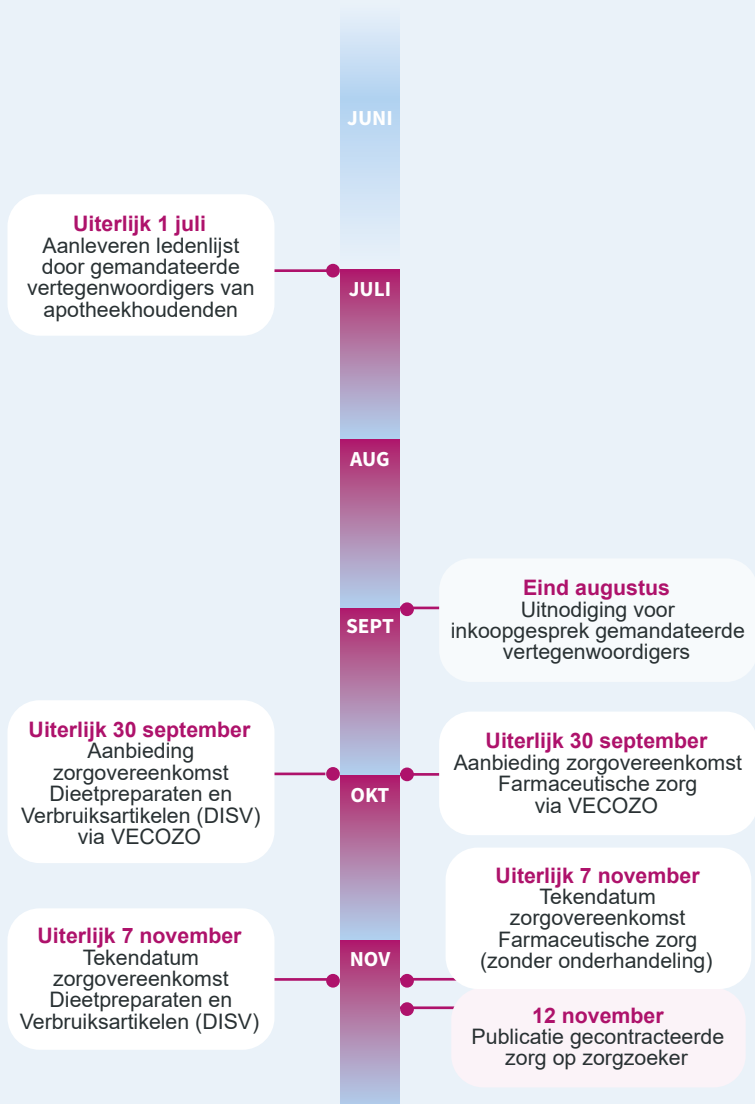 JUNI
Uiterlijk 1 juli
Aanleveren ledenlijst
door gemandateerde
vertegenwoordigers van
apotheekhoudenden
JULI
AUG
Eind augustus
Uitnodiging voor
inkoopgesprek gemandateerde
vertegenwoordigers
SEPT
Uiterlijk 30 september
Aanbieding
zorgovereenkomst
Dieetpreparaten en
Verbruiksartikelen (DISV)
via VECOZO
Uiterlijk 30 september
Aanbieding zorgovereenkomst
Farmaceutische zorg
via VECOZO
OKT
Uiterlijk 7 november
Tekendatum
zorgovereenkomst
Farmaceutische zorg
(zonder onderhandeling)
Uiterlijk 7 november
Tekendatum
zorgovereenkomst
Dieetpreparaten en
Verbruiksartikelen (DISV)
NOV
12 november
Publicatie gecontracteerde
zorg op zorgzoeker